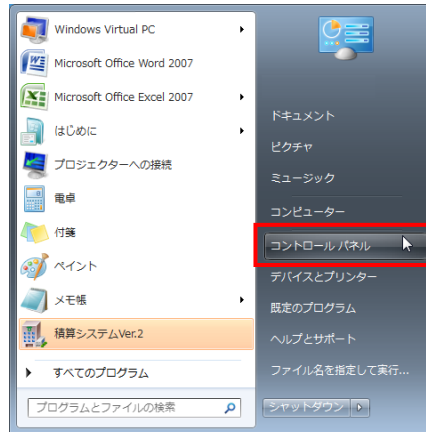 Windows Virtual PC
Microsoft Office Word 2007
Microsoft Office Excel 2007
はじめに
プロジェクターへの接続
電卓
付箋
ペイント
メモ帳
積算システムVer.2
すべてのプログラム
プログラムとファイルの検索
ドキュメント
ピクチャ
ミュージック
コンピューター
コントロール パネル
デバイスとプリンター
既定のプログラム
ヘルプとサポート
ファイル名を指定して実行...
シャットダウン